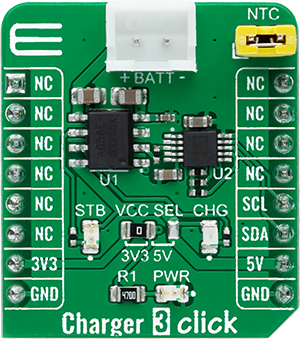 NTC
+ BATT -
NC NC
NC NC
NC NC
U1 U2
NC NC
NC SCL
STB VCC SEL CHG
NC SDA
0
3V3 5V
3V3 5V
R1 PWR
4700
GND GND
Charger 3 click